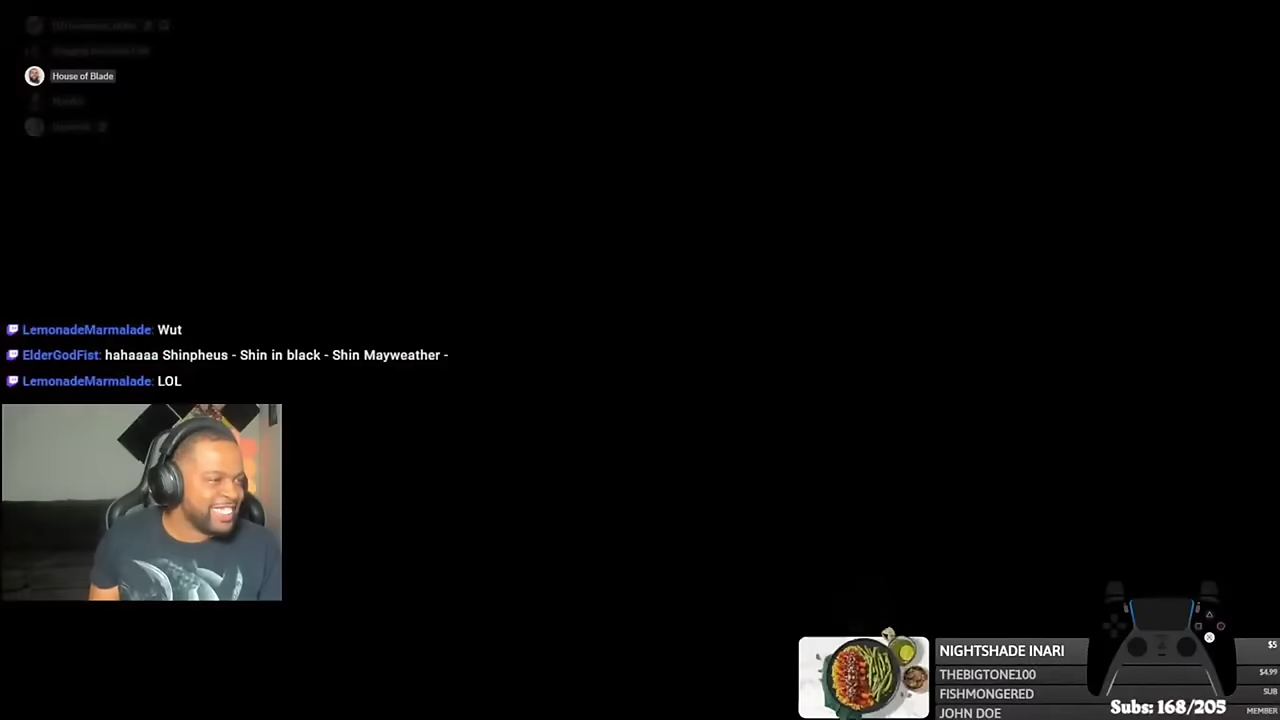 House of Blade
LemonadeMarmalade: Wut
ElderGodFist: hahaaaa Shinpheus - Shin in black - Shin Mayweather -
LemonadeMarmalade: LOL
NIGHTSHADE INARI $5
THEBIGTONE100 $4.99
FISHMONGERED SUB
JOHN DOE MEMBER
Subs: 168/205